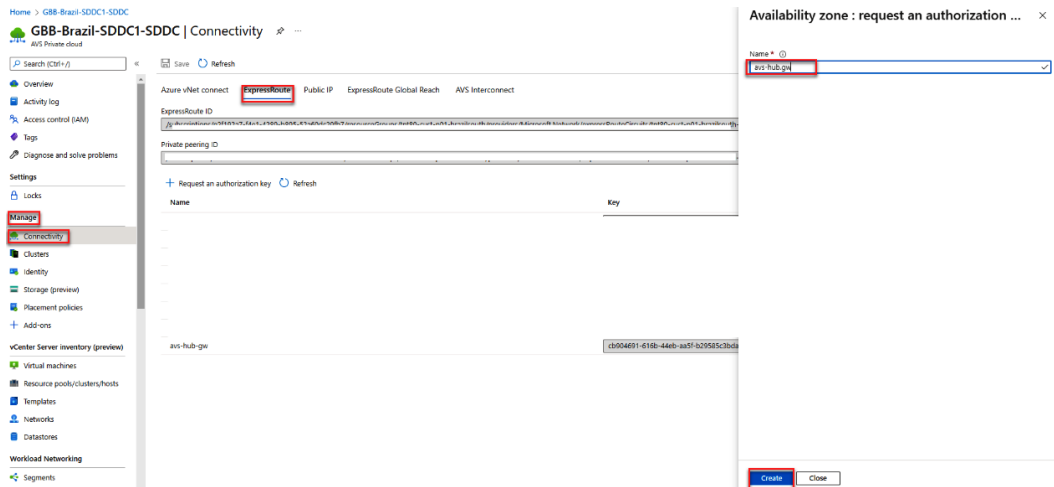 Home > GBB-Brazil-SDDC1-SDDC
GBB-Brazil-SDDC1-SDDC | Connectivity
AVS Private cloud
Search (Ctrl+/)
Overview
Activity log
Access control (IAM)
Tags
Diagnose and solve problems
Settings
Locks
Manage
Connectivity
Clusters
Identity
Storage (preview)
Placement policies
Add-ons
vCenter Server inventory (preview)
Virtual machines
Resource pools/clusters/hosts
Templates
Networks
Datastores
Workload Networking
Segments
Save Refresh
Azure vNet connect ExpressRoute Public IP ExpressRoute Global Reach AVS Interconnect
ExpressRoute ID
Private peering ID
Request an authorization key Refresh
Name Key
avs-hub-gw cb904691-616b-44eb-aa5f-b29585c3bda
Availability zone : request an authorization ...
Name *
avs-hub.gw
Create Close